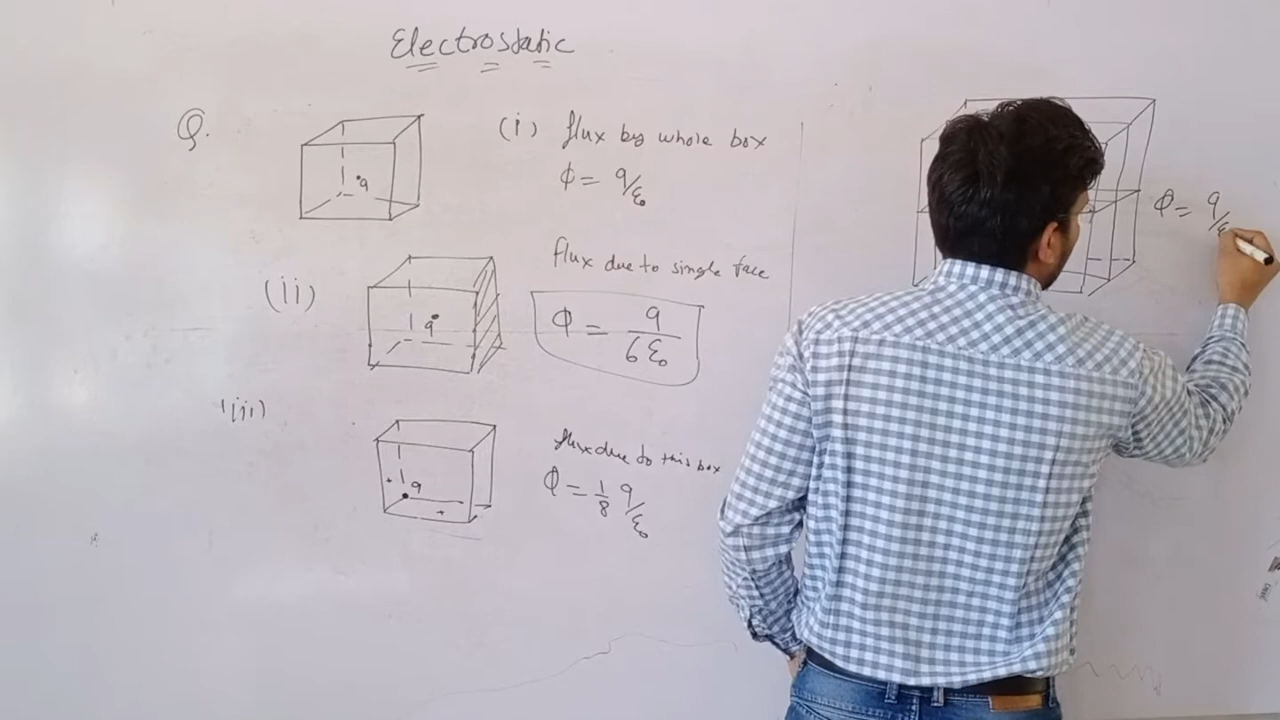 Electrostatic
Q.
q
(i) flux by whole box
ϕ = q/ε₀
(ii)
q
flux due to single face
ϕ = q / 6ε₀
(iii)
q
flux due to this box
ϕ = 1/8 q/ε₀
ϕ = q/ε